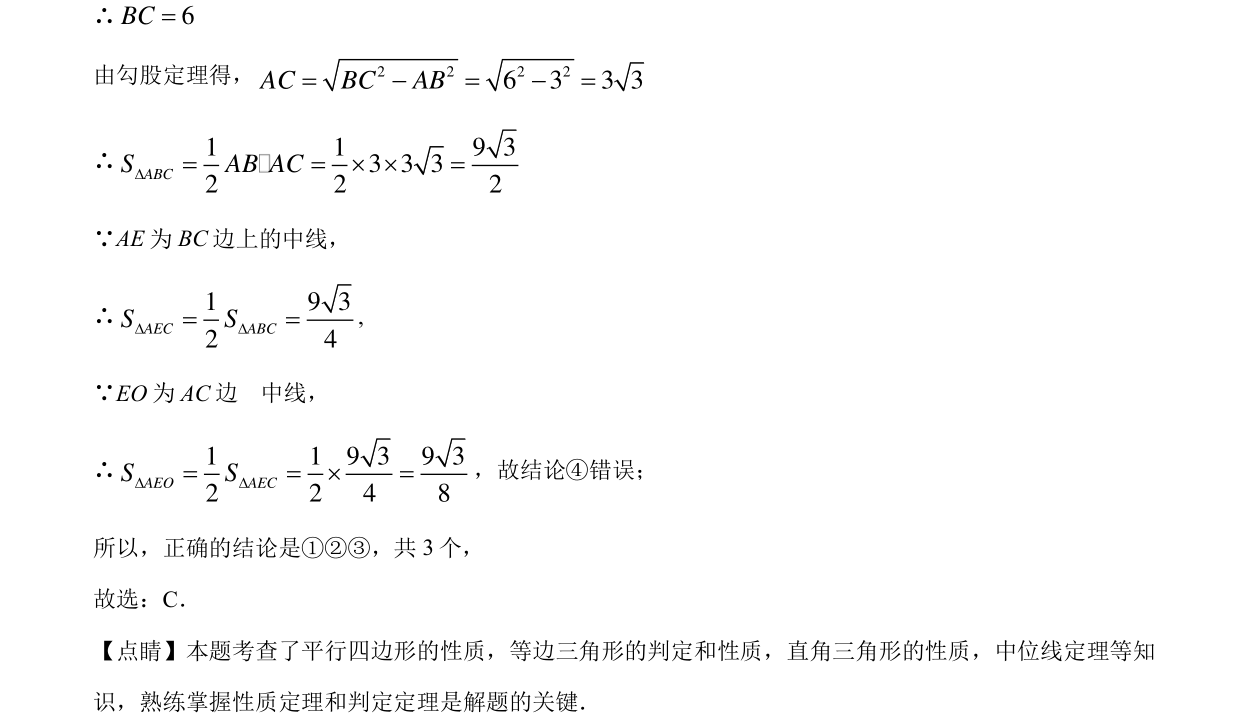 ∴ BC = 6
由勾股定理得， AC = √(BC² − AB²) = √(6² − 3²) = 3√3
∴ S△ABC = 1/2 AB□AC = 1/2 × 3 × 3√3 = 9√3/2
∵AE 为 BC 边上的中线，
∴ S△AEC = 1/2 S△ABC = 9√3/4 ,
∵EO 为 AC 边 中线，
∴ S△AEO = 1/2 S△AEC = 1/2 × 9√3/4 = 9√3/8 ，故结论④错误；
所以，正确的结论是①②③，共 3 个，
故选：C．
【点睛】本题考查了平行四边形的性质，等边三角形的判定和性质，直角三角形的性质，中位线定理等知
识，熟练掌握性质定理和判定定理是解题的关键．